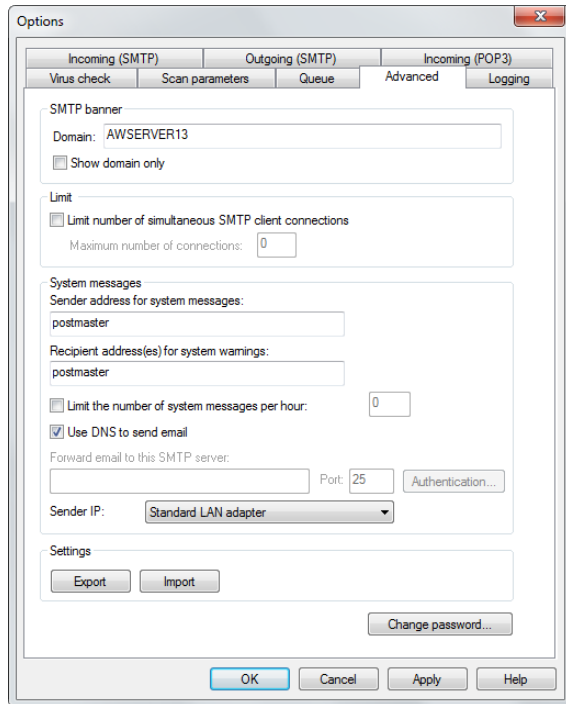 Options
Incoming (SMTP) Outgoing (SMTP) Incoming (POP3)
Virus check Scan parameters Queue Advanced Logging
SMTP banner
Domain: AWSERVER13
Show domain only
Limit
Limit number of simultaneous SMTP client connections
Maximum number of connections: 0
System messages
Sender address for system messages:
postmaster
Recipient address(es) for system warnings:
postmaster
Limit the number of system messages per hour: 0
Use DNS to send email
Forward email to this SMTP server:
Port: 25 Authentication...
Sender IP: Standard LAN adapter
Settings
Export Import
Change password...
OK Cancel Apply Help